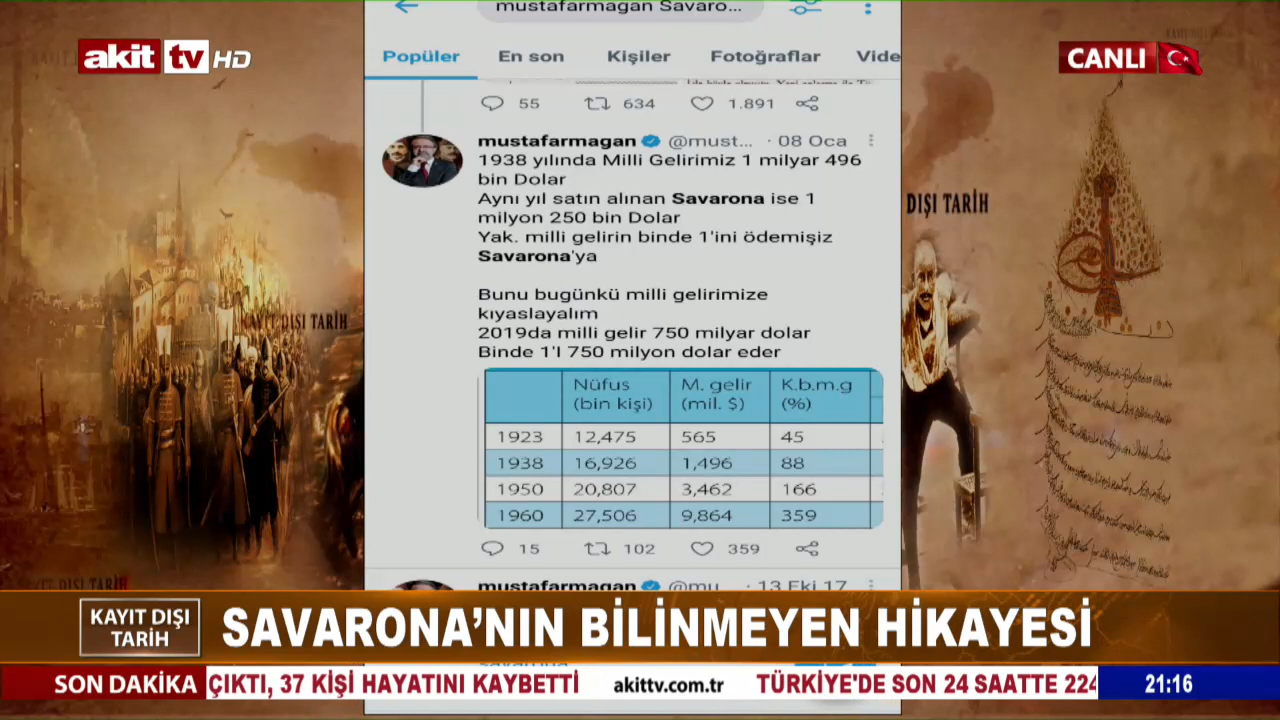 akit tv HD
CANLI
mustafarmagan Savaro...
Popüler En son Kişiler Fotoğraflar Vide
55 634 1.891
mustafarmagan @must... · 08 Oca
1938 yılında Milli Gelirimiz 1 milyar 496
bin Dolar
Aynı yıl satın alınan Savarona ise 1
milyon 250 bin Dolar
Yak. milli gelirin binde 1'ini ödemişiz
Savarona'ya
Bunu bugünkü milli gelirimize
kıyaslayalım
2019da milli gelir 750 milyar dolar
Binde 1'I 750 milyon dolar eder
Nüfus (bin kişi) M. gelir (mil. $) K.b.m.g (%)
1923 12,475 565 45
1938 16,926 1,496 88
1950 20,807 3,462 166
1960 27,506 9,864 359
15 102 359
mustafarmagan @mu... · 13 Eki 17
KAYIT DIŞI TARİH
DIŞI TARİH
KAYIT DIŞI TARİH
KAYIT DIŞI
TARİH
SAVARONA'NIN BİLİNMEYEN HİKAYESİ
SON DAKİKA ÇIKTI, 37 KİŞİ HAYATINI KAYBETTİ akittv.com.tr TÜRKİYE'DE SON 24 SAATTE 224
21:16